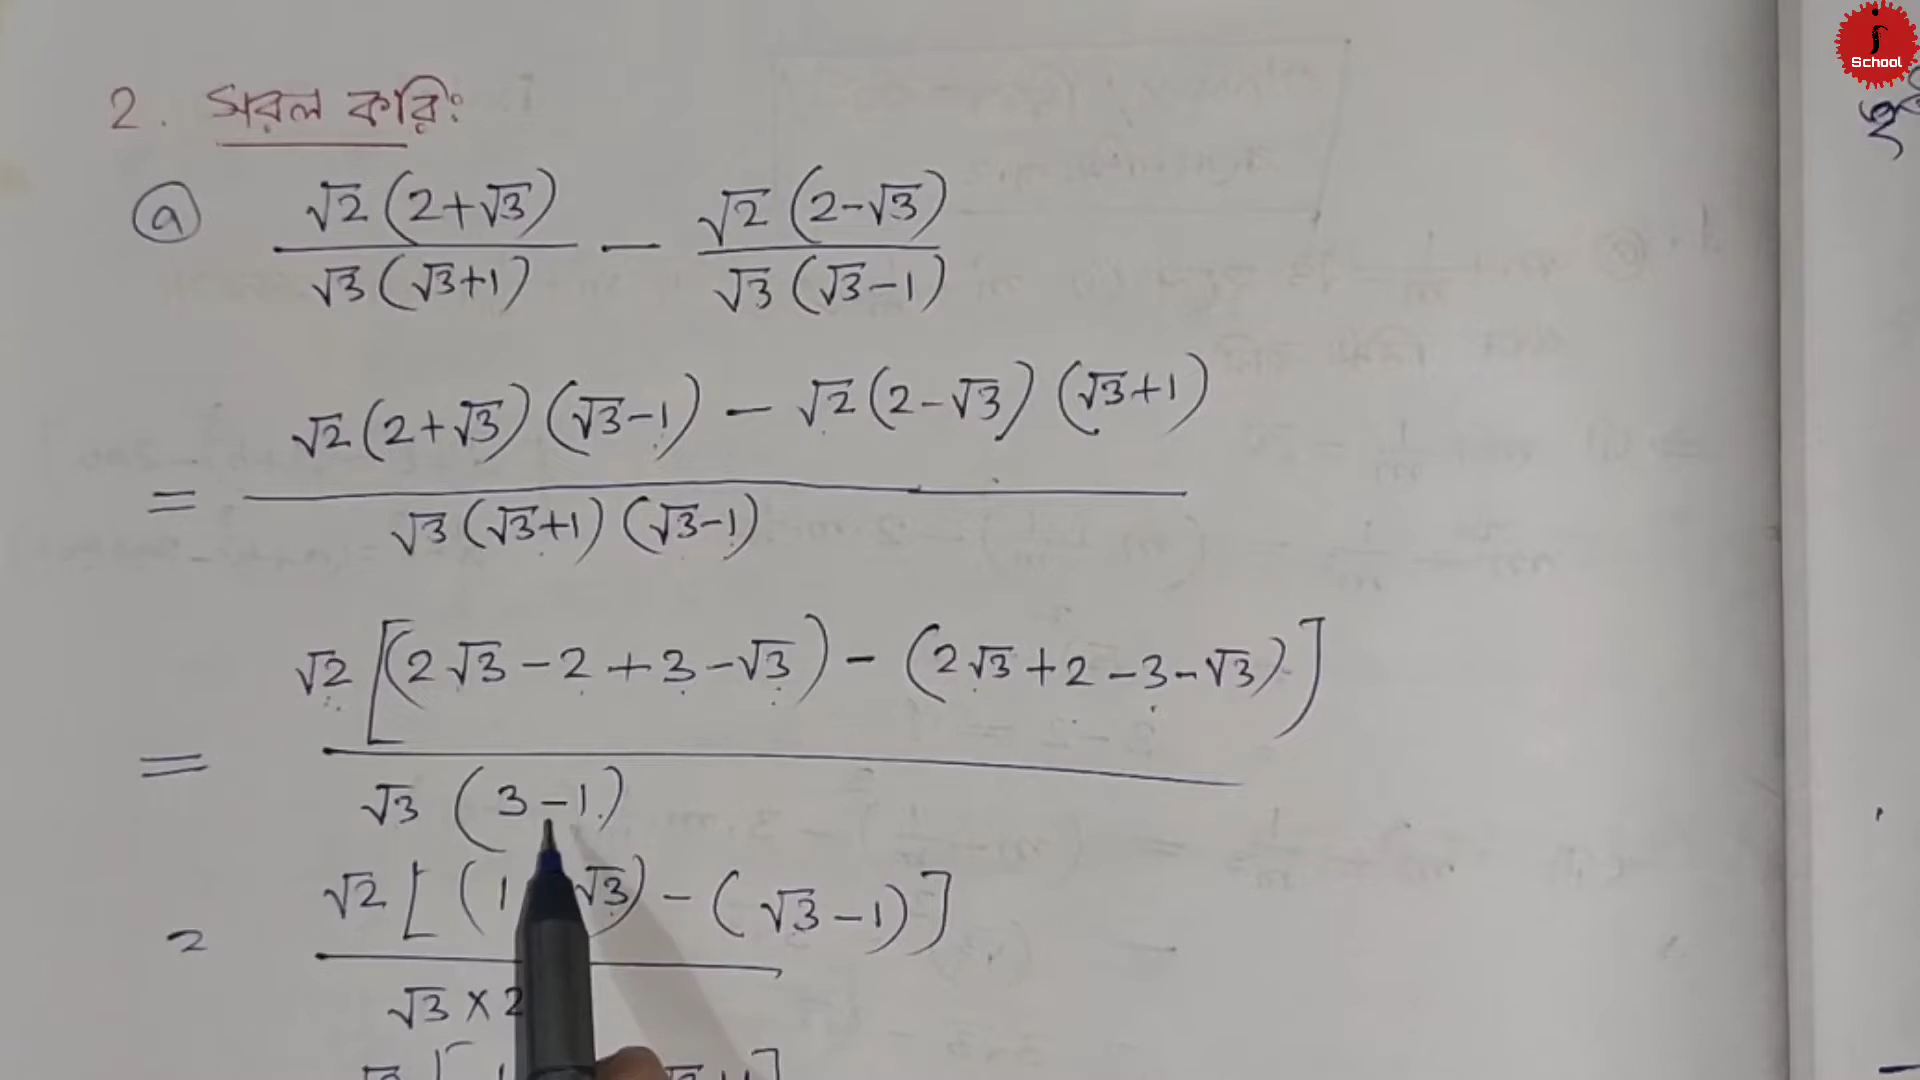 i School
2. সরল করি:
ⓐ √2(2+√3)/√3(√3+1) − √2(2-√3)/√3(√3-1)
= √2(2+√3)(√3-1) − √2(2-√3)(√3+1)
√3(√3+1)(√3-1)
= √2[(2√3-2+3-√3) - (2√3+2-3-√3)]
√3(3-1)
= √2[(1 √3) - (√3-1)]
√3×2